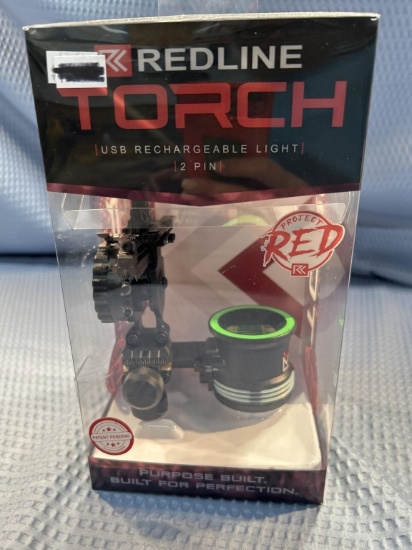 REDLINE
TORCH
|USB RECHARGEABLE LIGHT|
|2 PIN|
PROJECT
RED
PATENT PENDING
PURPOSE BUILT.
BUILT FOR PERFECTION.